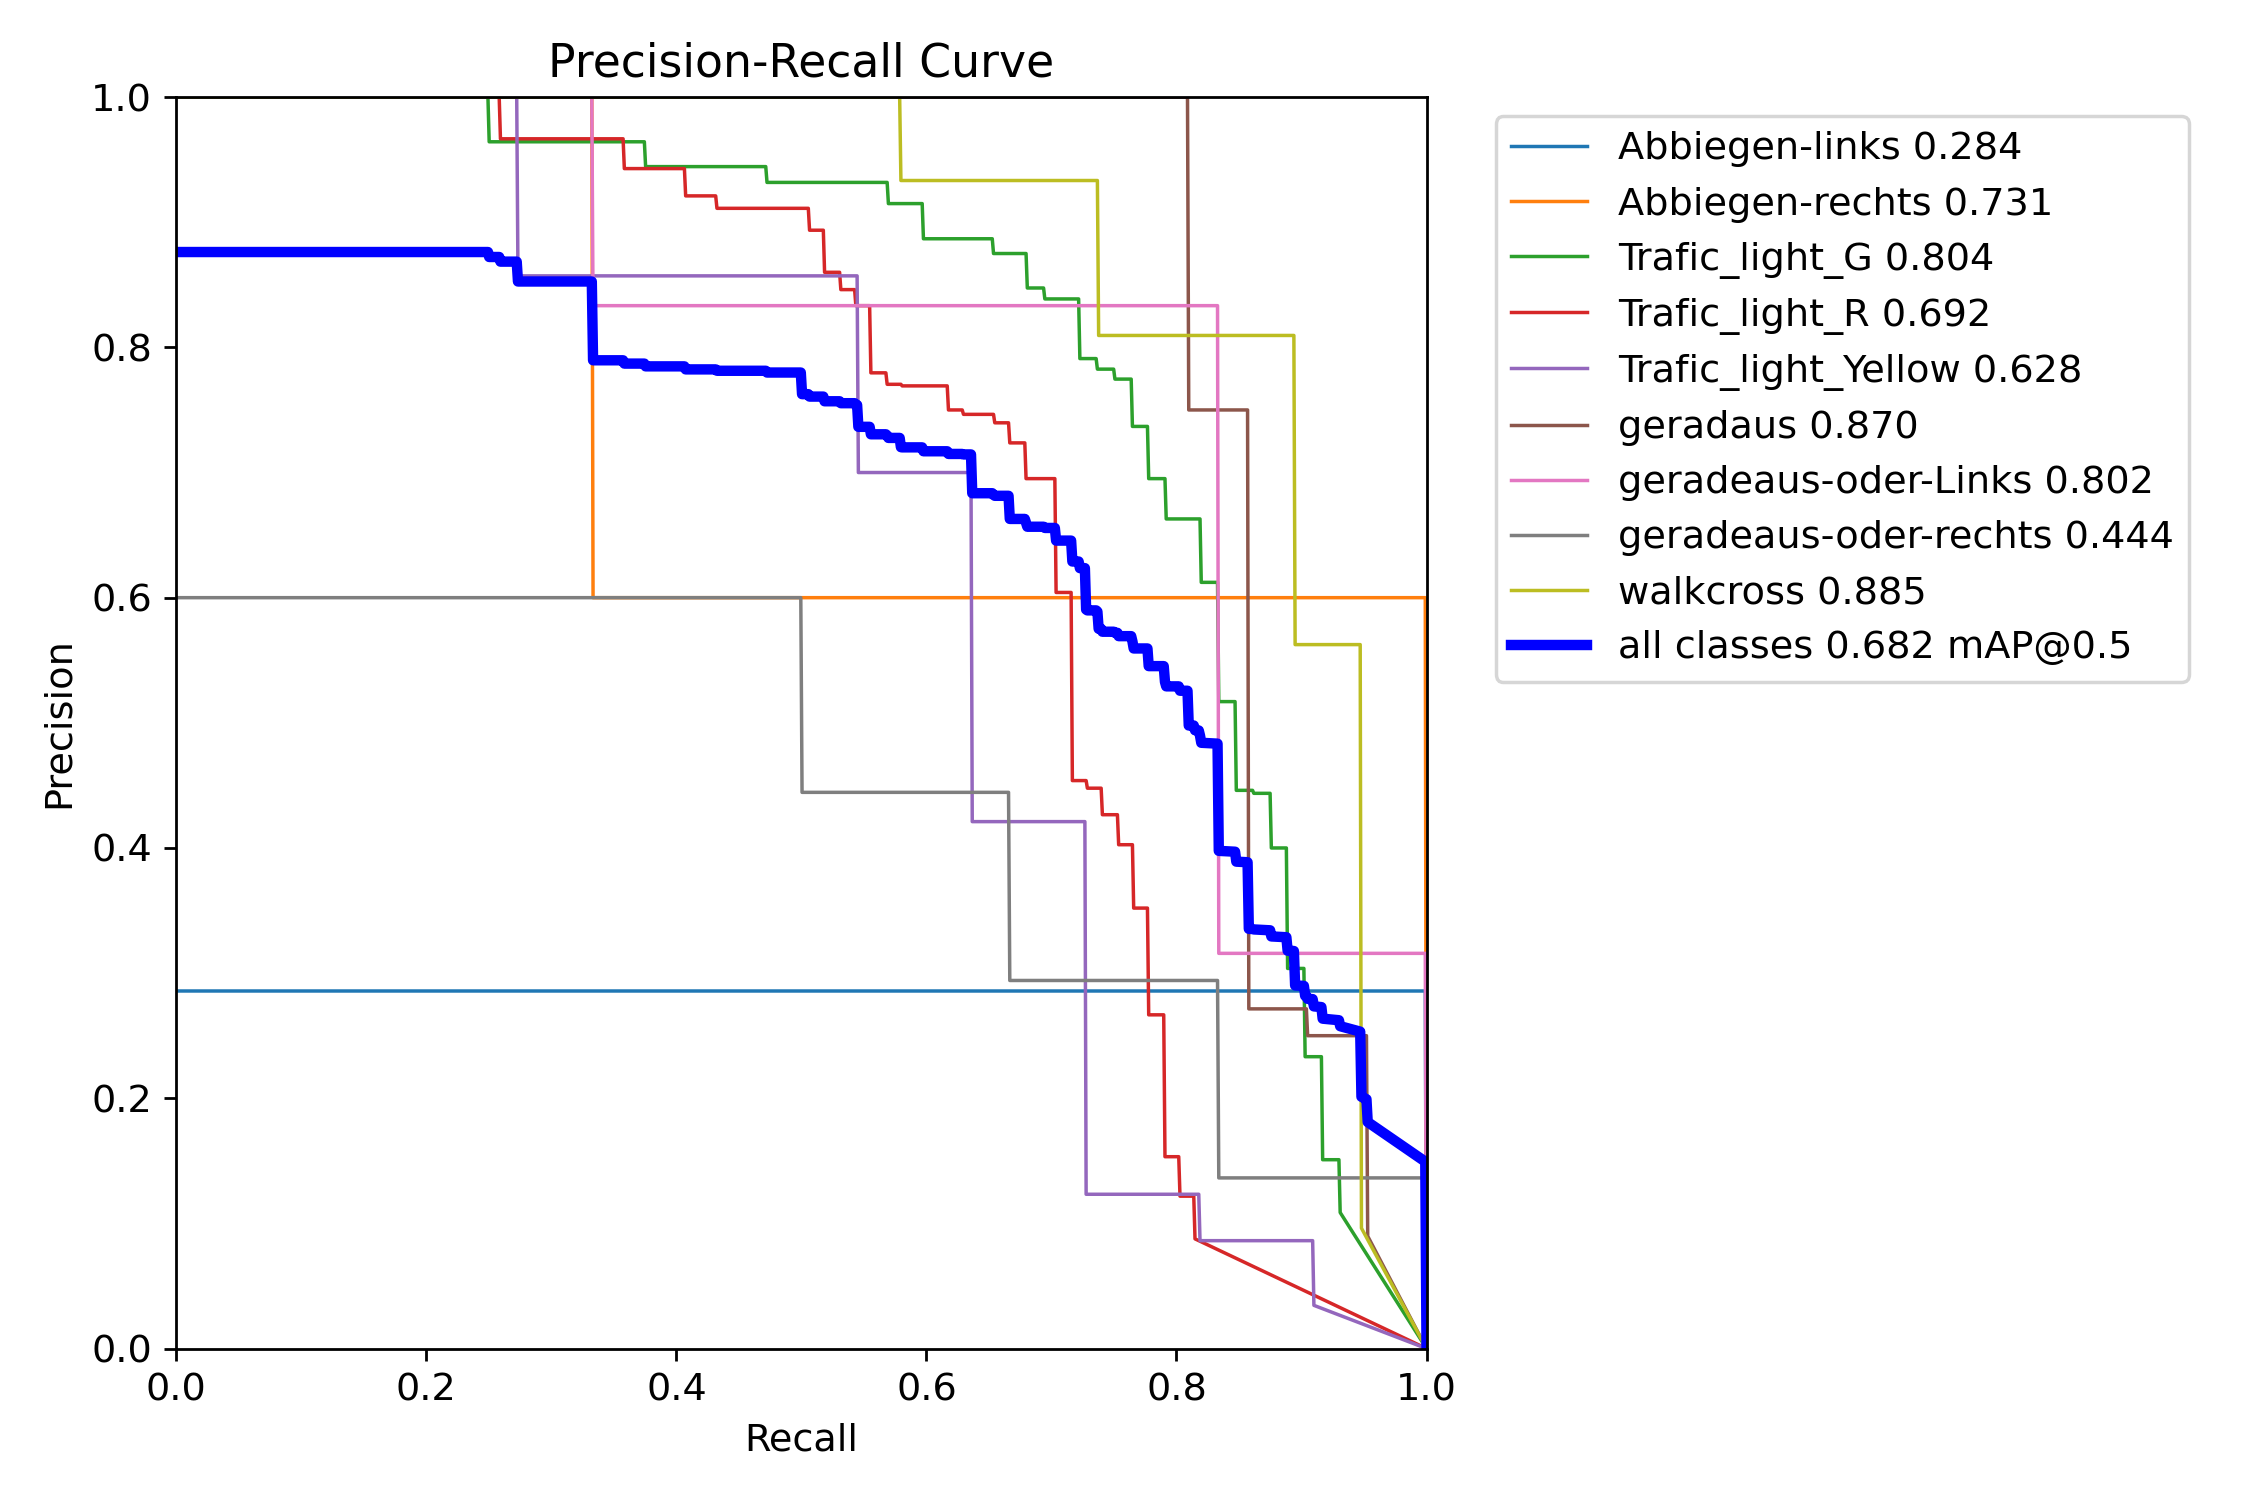 Precision-Recall Curve
1.0
0.8
0.6
0.4
0.2
0.0
Precision
0.0 0.2 0.4 0.6 0.8 1.0
Recall
Abbiegen-links 0.284
Abbiegen-rechts 0.731
Trafic_light_G 0.804
Trafic_light_R 0.692
Trafic_light_Yellow 0.628
geradaus 0.870
geradeaus-oder-Links 0.802
geradeaus-oder-rechts 0.444
walkcross 0.885
all classes 0.682 mAP@0.5